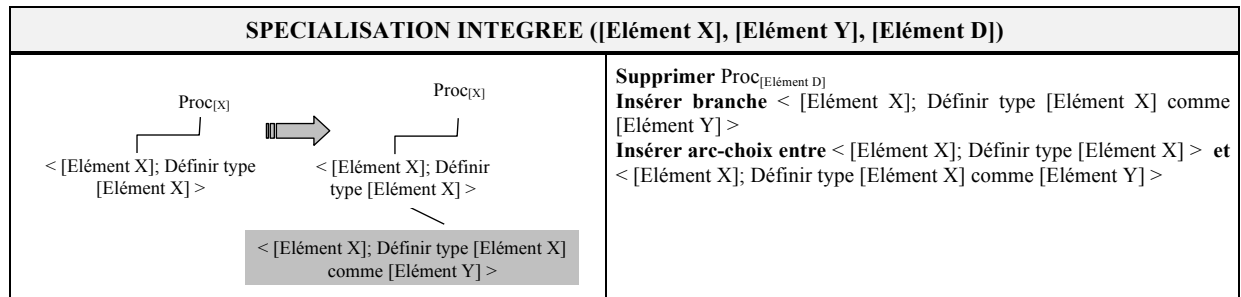 SPECIALISATION INTEGREE ([Elément X], [Elément Y], [Elément D])
Proc[X]
< [Elément X]; Définir type
[Elément X] >
Proc[X]
< [Elément X]; Définir
type [Elément X] >
< [Elément X]; Définir type [Elément X]
comme [Elément Y] >
Supprimer Proc[Elément D]
Insérer branche < [Elément X]; Définir type [Elément X] comme
[Elément Y] >
Insérer arc-choix entre < [Elément X]; Définir type [Elément X] > et
< [Elément X]; Définir type [Elément X] comme [Elément Y] >